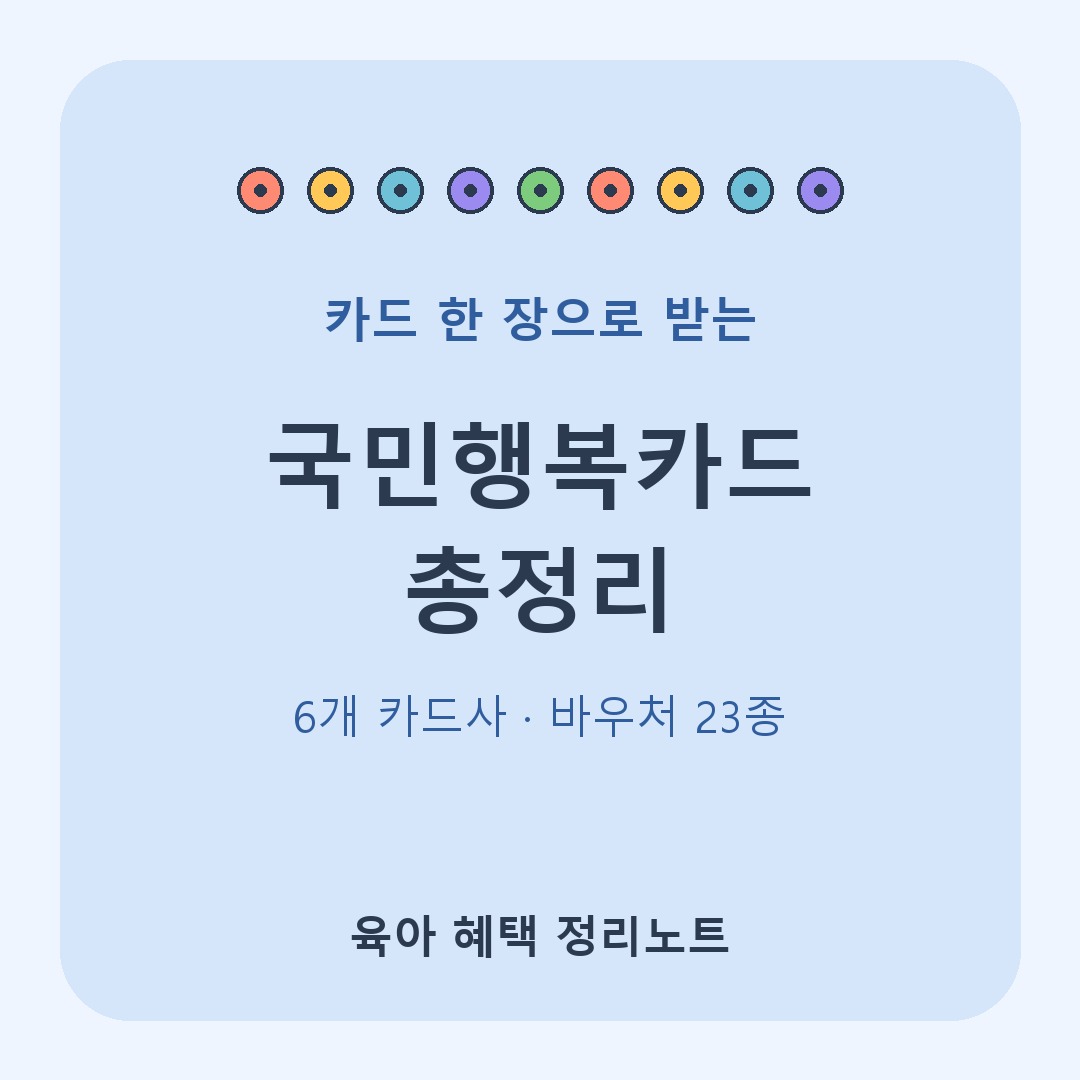 카드 한 장으로 받는
국민행복카드
총정리
6개 카드사 · 바우처 23종
육아 혜택 정리노트